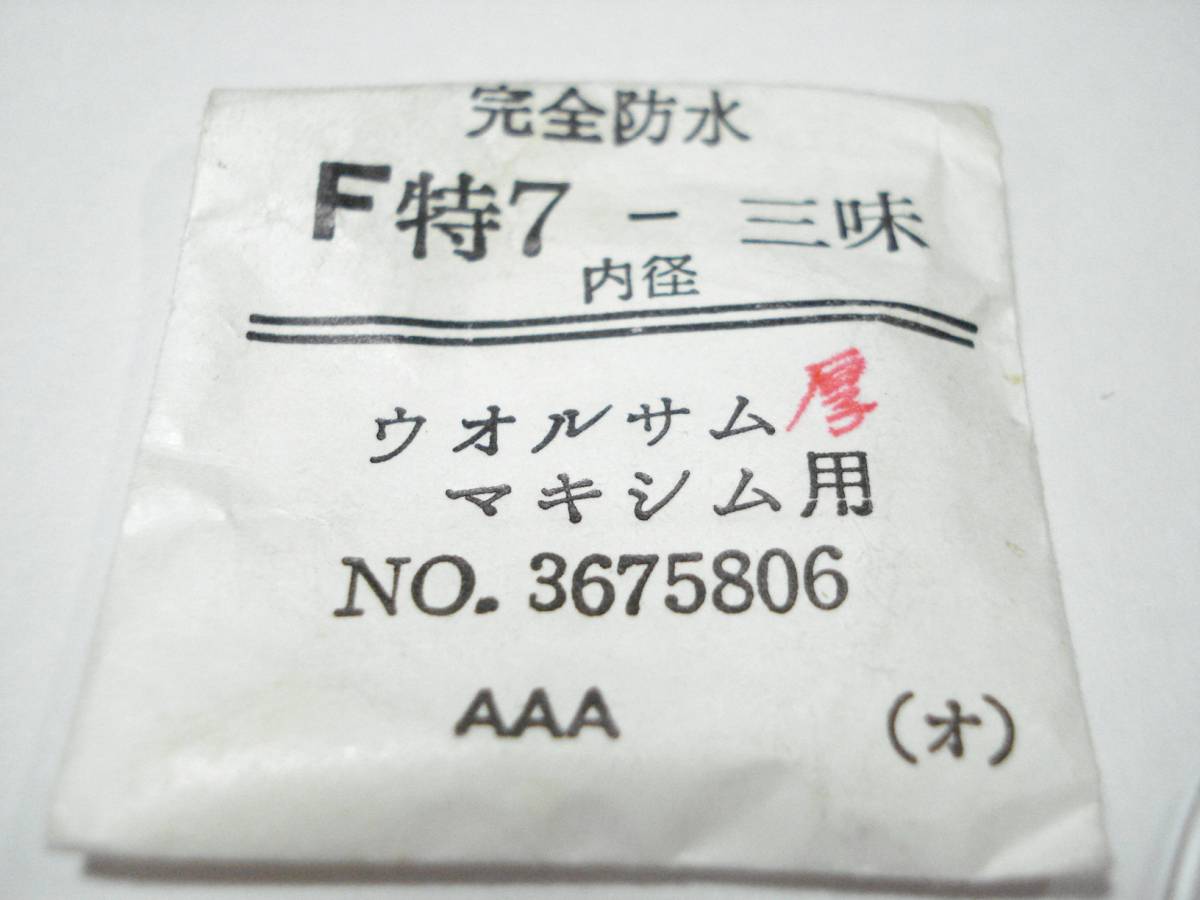 完全防水
F特7 - 三味
内径
ウオルサム厚
マキシム用
NO. 3675806
AAA (オ)